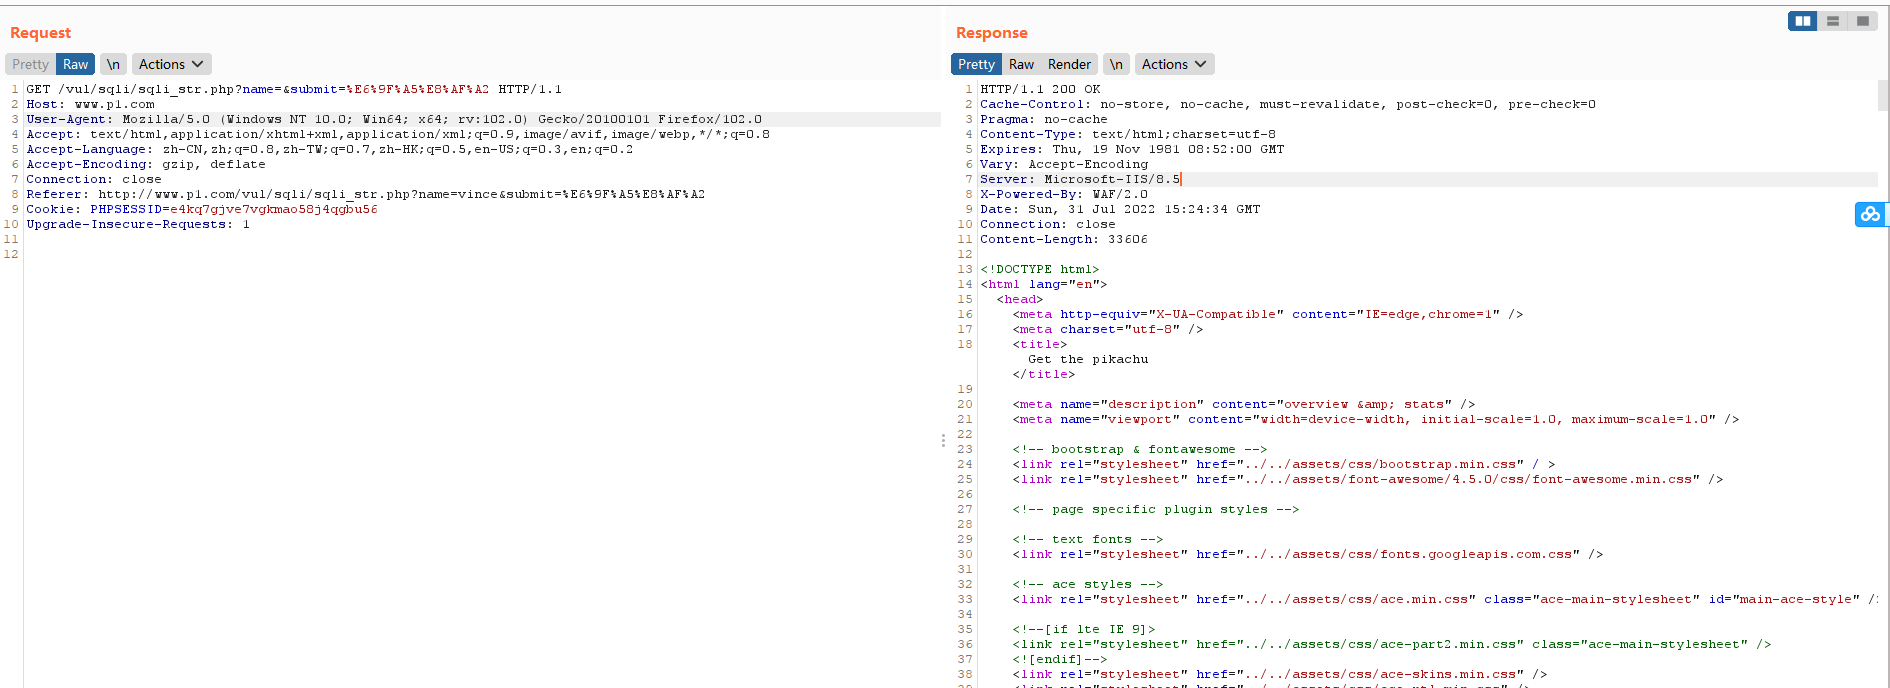 Request
Pretty Raw \n Actions
1 GET /vul/sqli/sqli_str.php?name=&submit=%E6%9F%A5%E8%AF%A2 HTTP/1.1
2 Host: www.p1.com
3 User-Agent: Mozilla/5.0 (Windows NT 10.0; Win64; x64; rv:102.0) Gecko/20100101 Firefox/102.0
4 Accept: text/html,application/xhtml+xml,application/xml;q=0.9,image/avif,image/webp,*/*;q=0.8
5 Accept-Language: zh-CN,zh;q=0.8,zh-TW;q=0.7,zh-HK;q=0.5,en-US;q=0.3,en;q=0.2
6 Accept-Encoding: gzip, deflate
7 Connection: close
8 Referer: http://www.p1.com/vul/sqli/sqli_str.php?name=vince&submit=%E6%9F%A5%E8%AF%A2
9 Cookie: PHPSESSID=e4kq7gjve7vgkmao58j4qgbu56
10 Upgrade-Insecure-Requests: 1
11
12
Response
Pretty Raw Render \n Actions
1 HTTP/1.1 200 OK
2 Cache-Control: no-store, no-cache, must-revalidate, post-check=0, pre-check=0
3 Pragma: no-cache
4 Content-Type: text/html;charset=utf-8
5 Expires: Thu, 19 Nov 1981 08:52:00 GMT
6 Vary: Accept-Encoding
7 Server: Microsoft-IIS/8.5
8 X-Powered-By: WAF/2.0
9 Date: Sun, 31 Jul 2022 15:24:34 GMT
10 Connection: close
11 Content-Length: 33606
12
13 <!DOCTYPE html>
14 <html lang="en">
15 <head>
16 <meta http-equiv="X-UA-Compatible" content="IE=edge,chrome=1" />
17 <meta charset="utf-8" />
18 <title>
Get the pikachu
</title>
19
20 <meta name="description" content="overview &amp; stats" />
21 <meta name="viewport" content="width=device-width, initial-scale=1.0, maximum-scale=1.0" />
22
23 <!-- bootstrap & fontawesome -->
24 <link rel="stylesheet" href="../../assets/css/bootstrap.min.css" / >
25 <link rel="stylesheet" href="../../assets/font-awesome/4.5.0/css/font-awesome.min.css" />
26
27 <!-- page specific plugin styles -->
28
29 <!-- text fonts -->
30 <link rel="stylesheet" href="../../assets/css/fonts.googleapis.com.css" />
31
32 <!-- ace styles -->
33 <link rel="stylesheet" href="../../assets/css/ace.min.css" class="ace-main-stylesheet" id="main-ace-style" /
34
35 <!--[if lte IE 9]>
36 <link rel="stylesheet" href="../../assets/css/ace-part2.min.css" class="ace-main-stylesheet" />
37 <![endif]-->
38 <link rel="stylesheet" href="../../assets/css/ace-skins.min.css" />